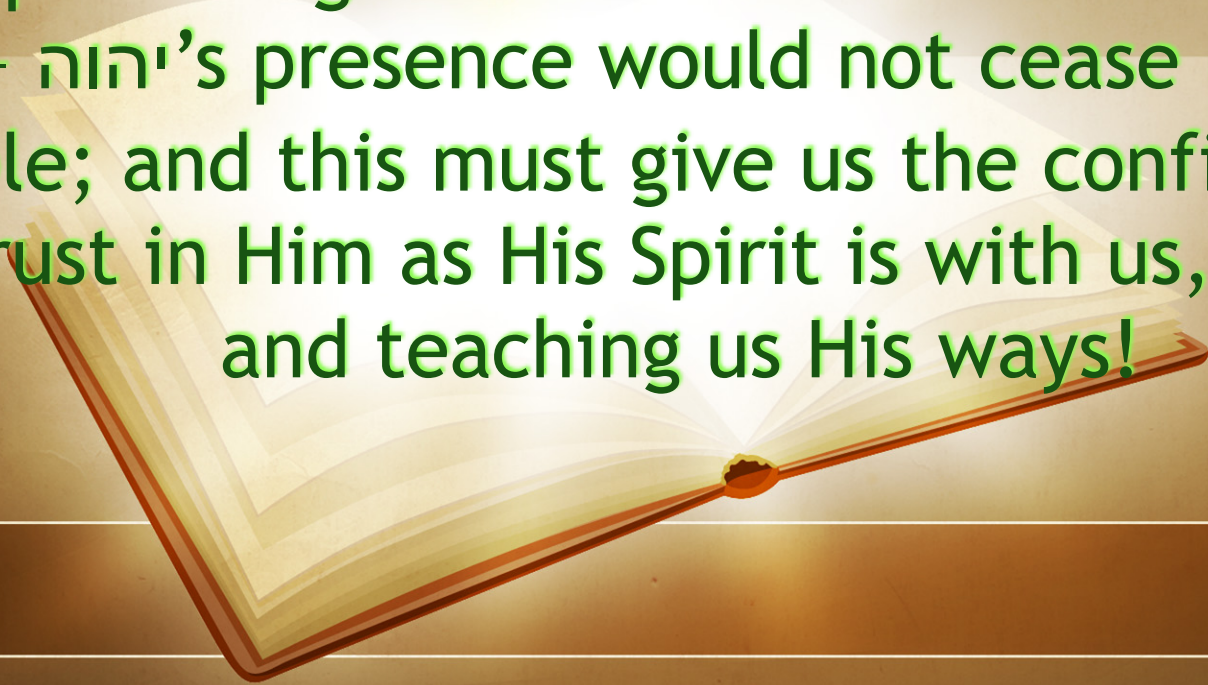 - יהוה’s presence would not cease
le; and this must give us the confi
rust in Him as His Spirit is with us,
and teaching us His ways!